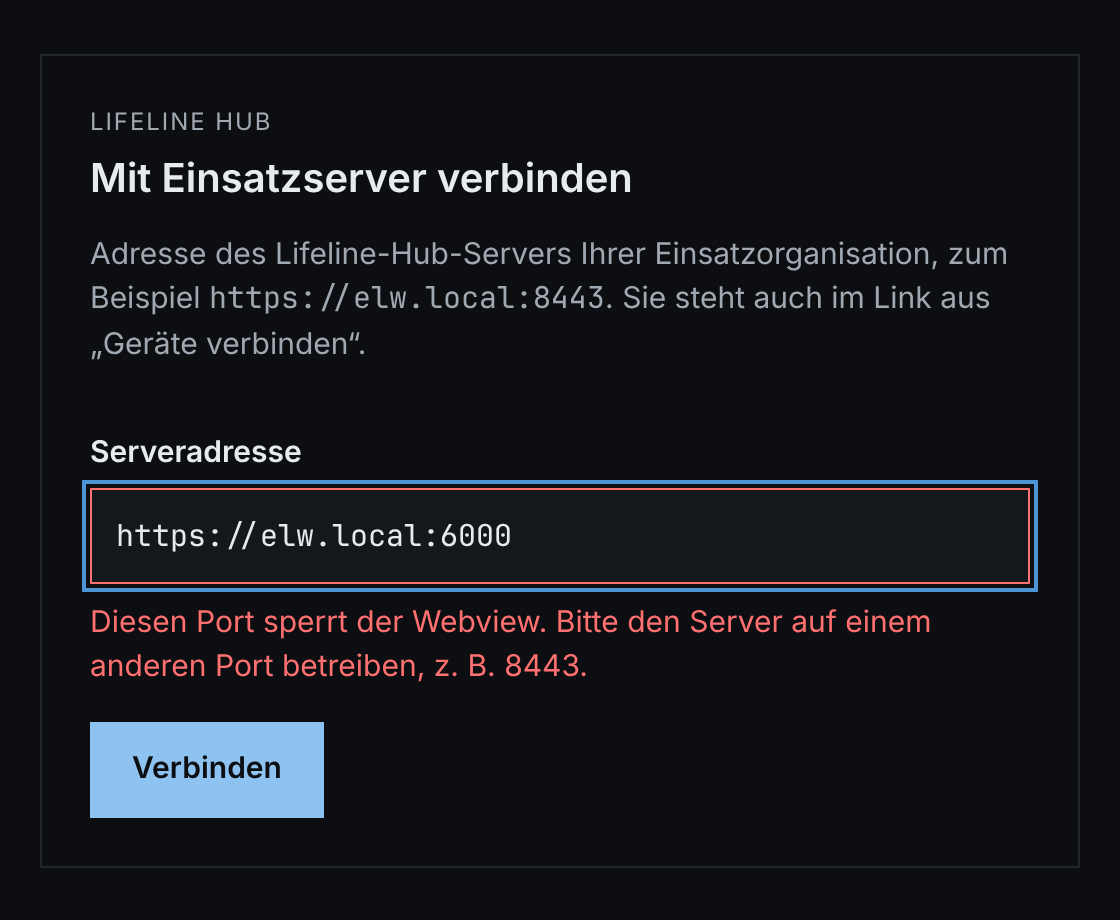 LIFELINE HUB
Mit Einsatzserver verbinden
Adresse des Lifeline-Hub-Servers Ihrer Einsatzorganisation, zum
Beispiel https://elw.local:8443. Sie steht auch im Link aus
„Geräte verbinden“.
Serveradresse
https://elw.local:6000
Diesen Port sperrt der Webview. Bitte den Server auf einem
anderen Port betreiben, z. B. 8443.
Verbinden